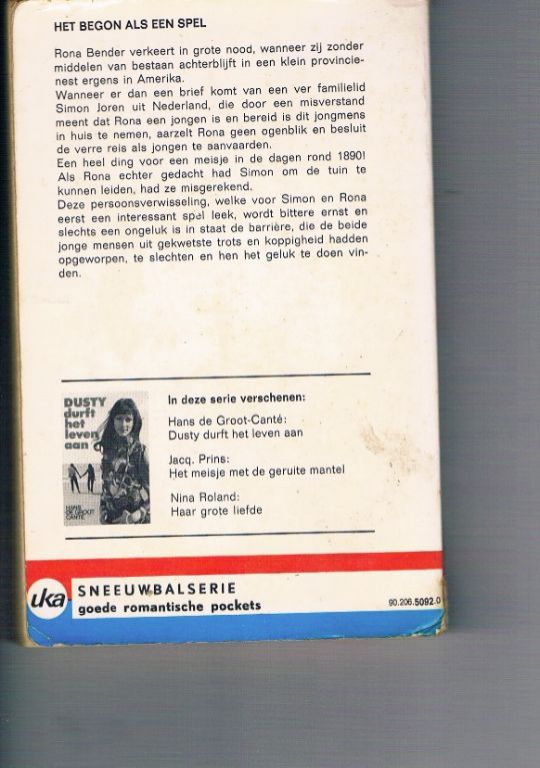 HET BEGON ALS EEN SPEL
Rona Bender verkeert in grote nood, wanneer zij zonder
middelen van bestaan achterblijft in een klein provincie-
nest ergens in Amerika.
Wanneer er dan een brief komt van een ver familielid
Simon Joren uit Nederland, die door een misverstand
meent dat Rona een jongen is en bereid is dit jongmens
in huis te nemen, aarzelt Rona geen ogenblik en besluit
de verre reis als jongen te aanvaarden.
Een heel ding voor een meisje in de dagen rond 1890!
Als Rona echter gedacht had Simon om de tuin te
kunnen leiden, had ze misgerekend.
Deze persoonsverwisseling, welke voor Simon en Rona
eerst een interessant spel leek, wordt bittere ernst en
slechts een ongeluk is in staat de barrière, die de beide
jonge mensen uit gekwetste trots en koppigheid hadden
opgeworpen, te slechten en hen het geluk te doen vin-
den.
DUSTY
durft
het
leven
aan
HANS
DE GROOT
CANTÉ
In deze serie verschenen:
Hans de Groot-Canté:
Dusty durft het leven aan
Jacq. Prins:
Het meisje met de geruite mantel
Nina Roland:
Haar grote liefde
uka
SNEEUWBALSERIE
goede romantische pockets
90.206.5092.0